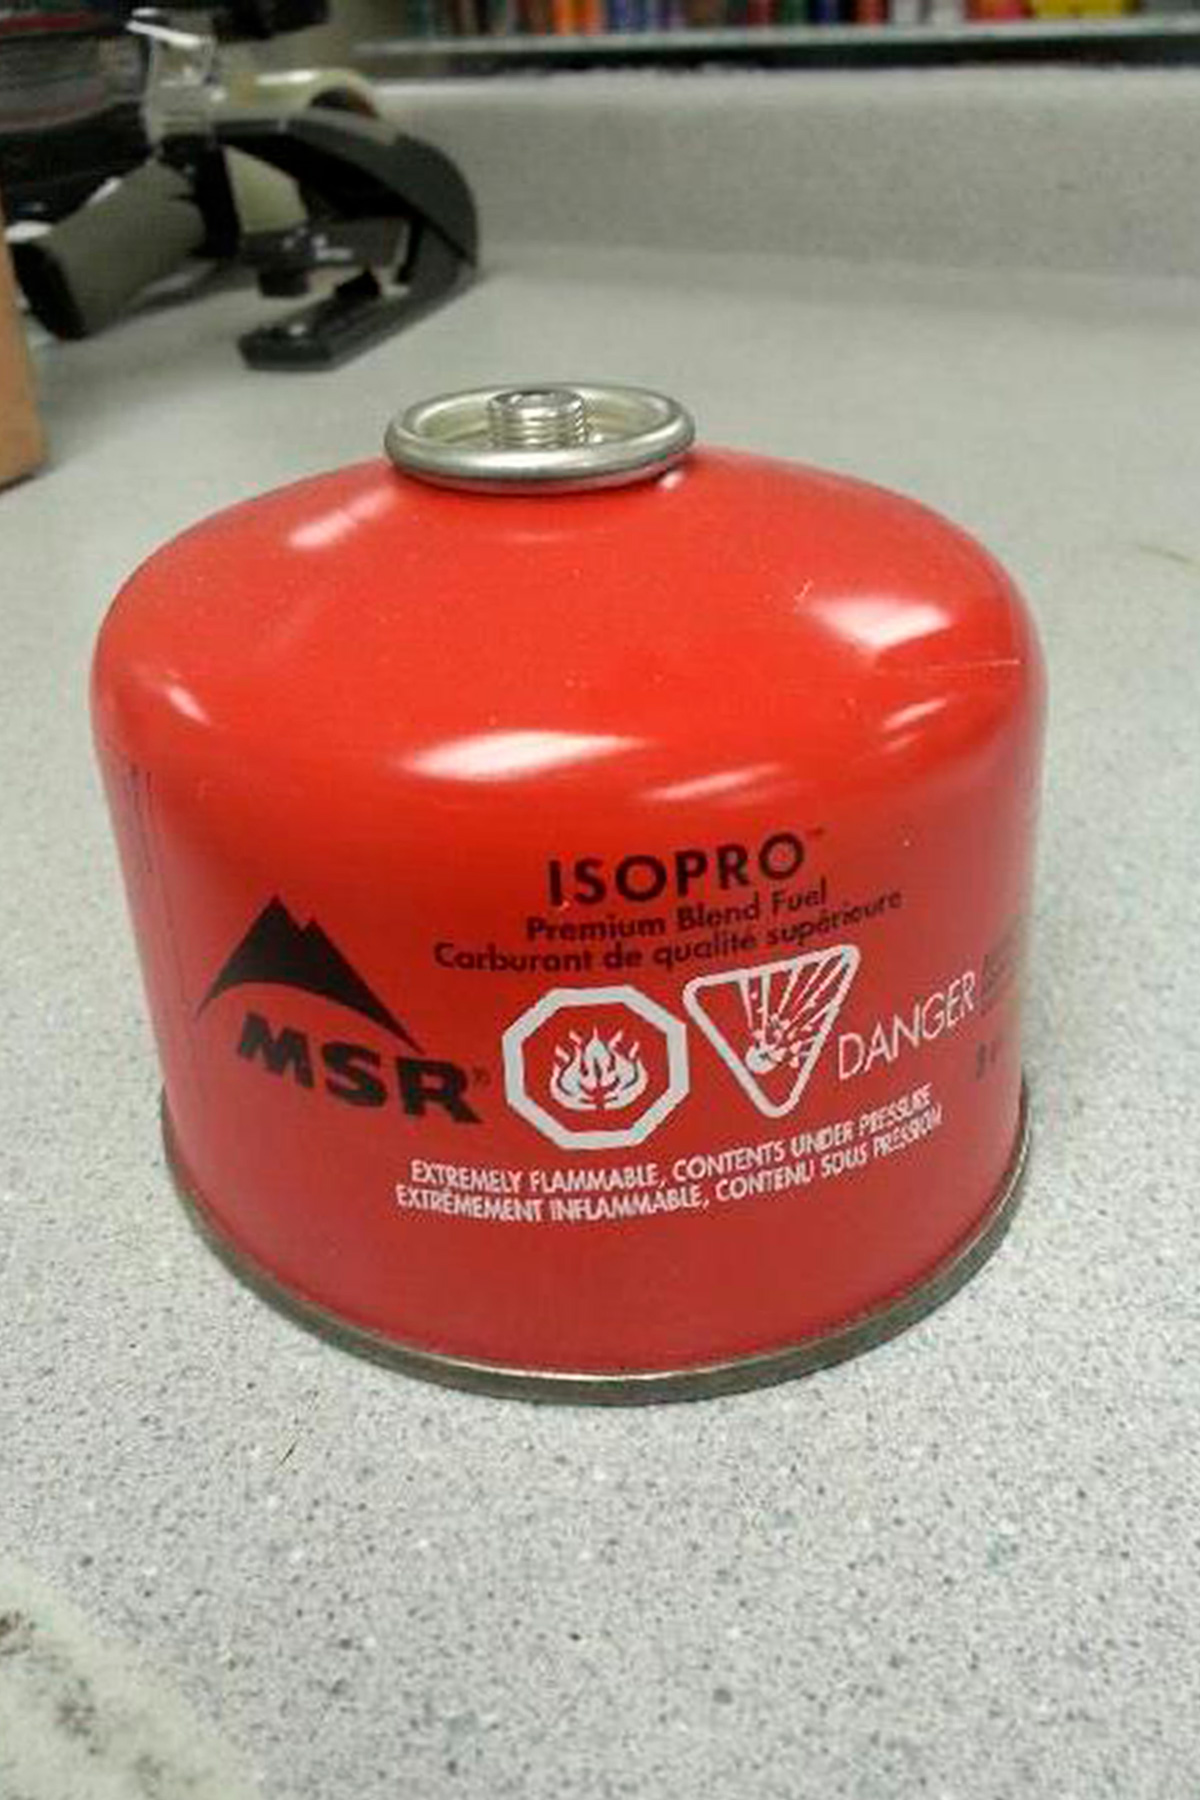 ISOPRO™
Premium Blend Fuel
Carburant de qualité supérieure
MSR®
DANGER
EXTREMELY FLAMMABLE, CONTENTS UNDER PRESSURE
EXTRÊMEMENT INFLAMMABLE, CONTENU SOUS PRESSION